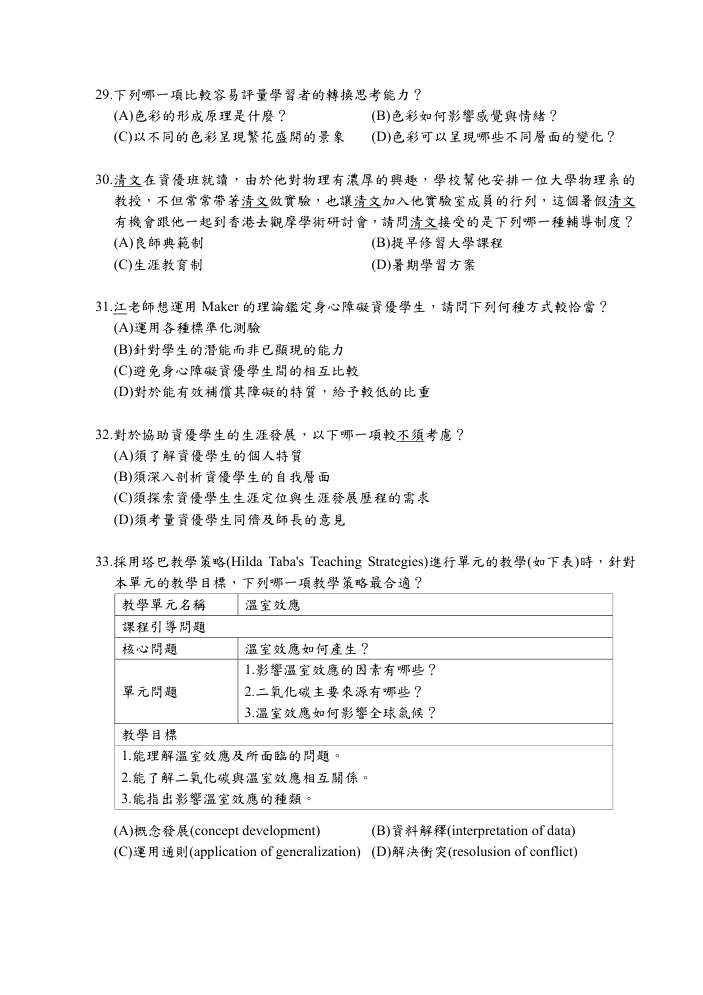 29.下列哪一項比較容易評量學習者的轉換思考能力？
(A)色彩的形成原理是什麼？ (B)色彩如何影響感覺與情緒？
(C)以不同的色彩呈現繁花盛開的景象 (D)色彩可以呈現哪些不同層面的變化？
30.清文在資優班就讀，由於他對物理有濃厚的興趣，學校幫他安排一位大學物理系的
教授，不但常常帶著清文做實驗，也讓清文加入他實驗室成員的行列，這個暑假清文
有機會跟他一起到香港去觀摩學術研討會，請問清文接受的是下列哪一種輔導制度？
(A)良師典範制 (B)提早修習大學課程
(C)生涯教育制 (D)暑期學習方案
31.江老師想運用 Maker 的理論鑑定身心障礙資優學生，請問下列何種方式較恰當？
(A)運用各種標準化測驗
(B)針對學生的潛能而非已顯現的能力
(C)避免身心障礙資優學生間的相互比較
(D)對於能有效補償其障礙的特質，給予較低的比重
32.對於協助資優學生的生涯發展，以下哪一項較不須考慮？
(A)須了解資優學生的個人特質
(B)須深入剖析資優學生的自我層面
(C)須探索資優學生生涯定位與生涯發展歷程的需求
(D)須考量資優學生同儕及師長的意見
33.採用塔巴教學策略(Hilda Taba's Teaching Strategies)進行單元的教學(如下表)時，針對
本單元的教學目標，下列哪一項教學策略最合適？
教學單元名稱 溫室效應
課程引導問題
核心問題 溫室效應如何產生？
1.影響溫室效應的因素有哪些？
單元問題 2.二氧化碳主要來源有哪些？
3.溫室效應如何影響全球氣候？
教學目標
1.能理解溫室效應及所面臨的問題。
2.能了解二氧化碳與溫室效應相互關係。
3.能指出影響溫室效應的種類。
(A)概念發展(concept development) (B)資料解釋(interpretation of data)
(C)運用通則(application of generalization) (D)解決衝突(resolusion of conflict)